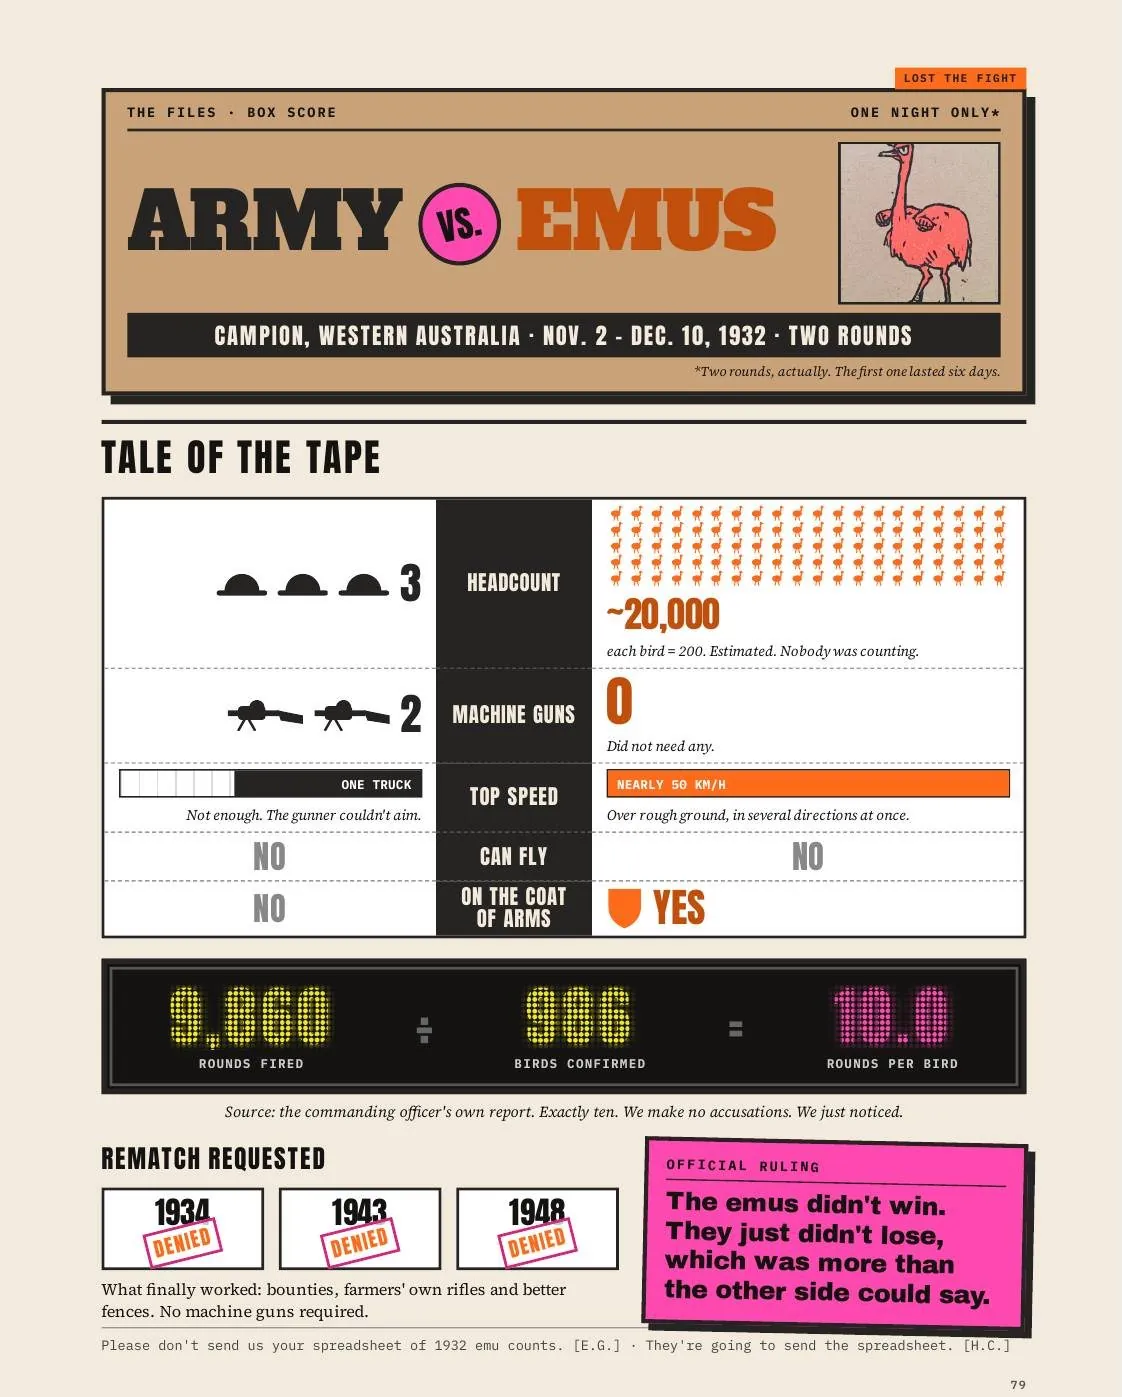 LOST THE FIGHT
THE FILES · BOX SCORE
ONE NIGHT ONLY*
ARMY VS. EMUS
CAMPION, WESTERN AUSTRALIA · NOV. 2 - DEC. 10, 1932 · TWO ROUNDS
*Two rounds, actually. The first one lasted six days.
TALE OF THE TAPE
3
HEADCOUNT
~20,000
each bird = 200. Estimated. Nobody was counting.
2
MACHINE GUNS
0
Did not need any.
ONE TRUCK
Not enough. The gunner couldn't aim.
TOP SPEED
NEARLY 50 KM/H
Over rough ground, in several directions at once.
NO
CAN FLY
NO
NO
ON THE COAT
OF ARMS
YES
9,860 ÷ 986 = 10.0
ROUNDS FIRED
BIRDS CONFIRMED
ROUNDS PER BIRD
Source: the commanding officer's own report. Exactly ten. We make no accusations. We just noticed.
REMATCH REQUESTED
1934
DENIED
1943
DENIED
1948
DENIED
What finally worked: bounties, farmers' own rifles and better
fences. No machine guns required.
OFFICIAL RULING
The emus didn't win.
They just didn't lose,
which was more than
the other side could say.
Please don't send us your spreadsheet of 1932 emu counts. [E.G.] · They're going to send the spreadsheet. [H.C.]
79